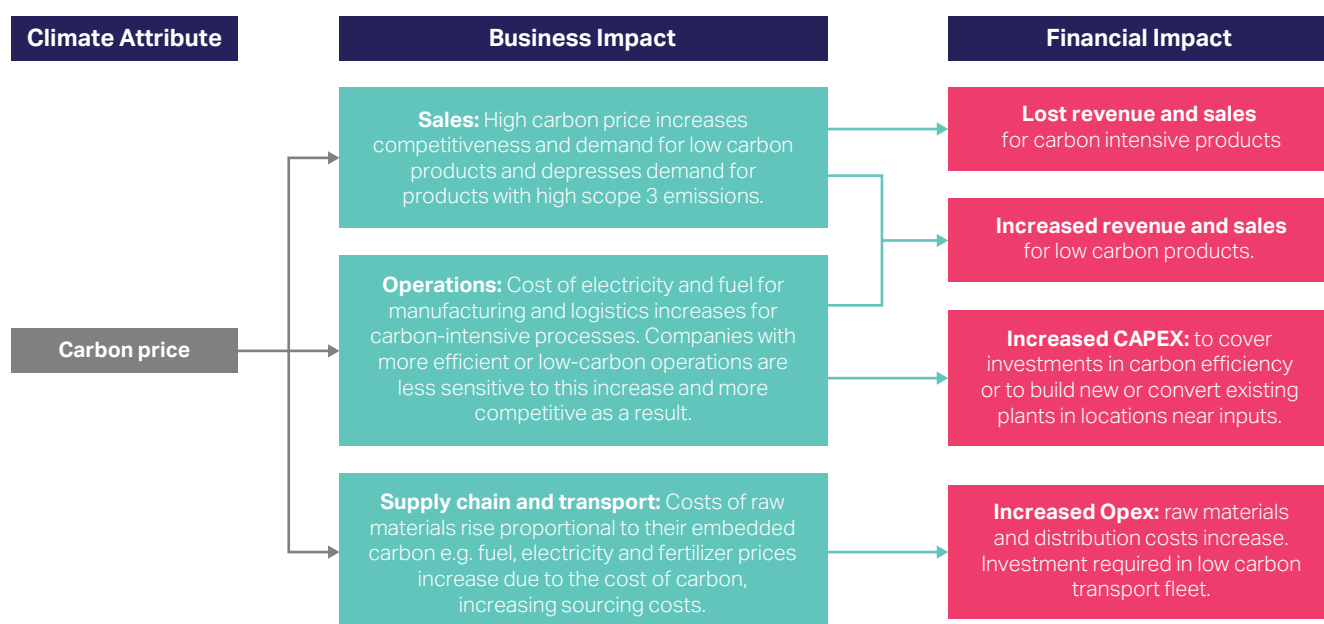 Climate Attribute
Business Impact
Financial Impact
Sales: High carbon price increases
competitiveness and demand for low carbon
products and depresses demand for
products with high scope 3 emissions.
Lost revenue and sales
for carbon intensive products
Increased revenue and sales
for low carbon products.
Carbon price
Operations: Cost of electricity and fuel for
manufacturing and logistics increases for
carbon-intensive processes. Companies with
more efficient or low-carbon operations are
less sensitive to this increase and more
competitive as a result.
Increased CAPEX: to cover
investments in carbon efficiency
or to build new or convert existing
plants in locations near inputs.
Supply chain and transport: Costs of raw
materials rise proportional to their embedded
carbon e.g. fuel, electricity and fertilizer prices
increase due to the cost of carbon,
increasing sourcing costs.
Increased Opex: raw materials
and distribution costs increase.
Investment required in low carbon
transport fleet.